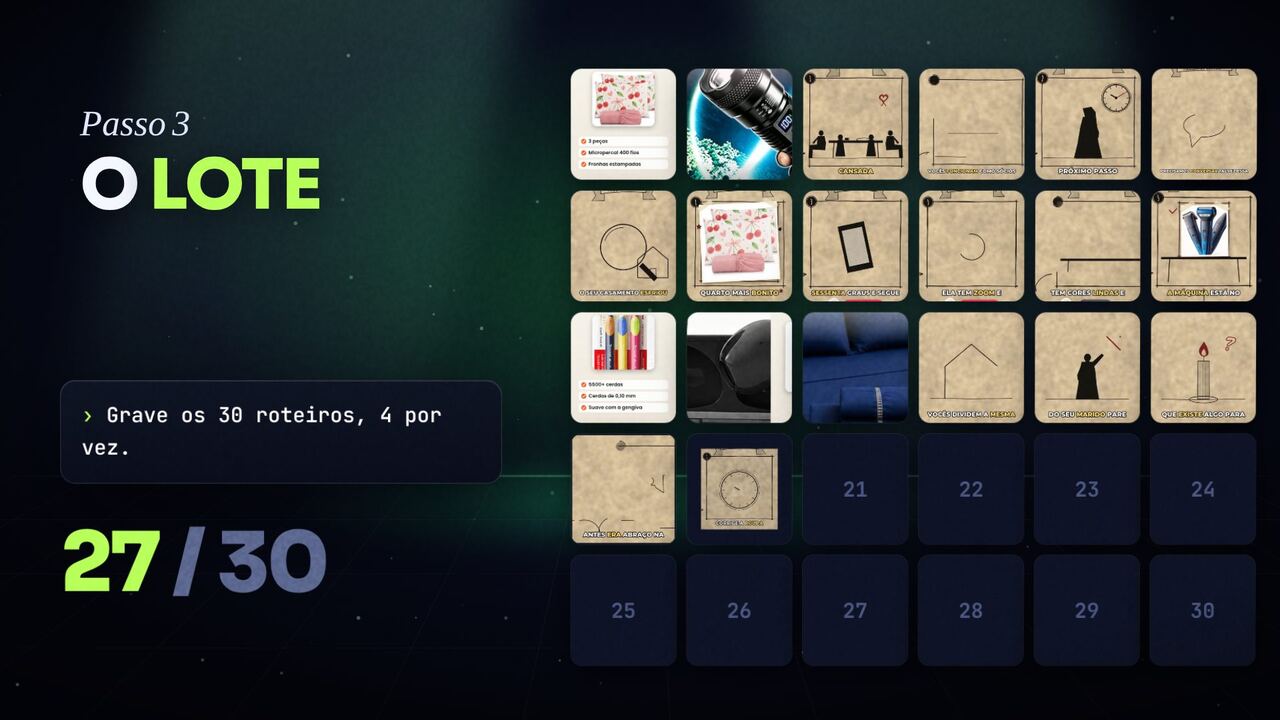 Passo 3
O LOTE
› Grave os 30 roteiros, 4 por
vez.
27 / 30
3 peças
Micropercal 400 fios
Fronhas estampadas
CANSADA
PRÓXIMO PASSO
O SEU CASAMENTO ESFRIOU
QUARTO MAIS BONITO
SESSENTA GRAUS E SEGUE
ELA TEM ZOOM E
TEM CORES LINDAS E
A MÁQUINA ESTÁ NO
5500+ cerdas
Cerdas de 0,10 mm
Suave com a gengiva
VOCÊS DIVIDEM A MESMA
DO SEU MARIDO PARE
QUE EXISTE ALGO PARA
ANTES ERA ABRAÇO NA
21
22
23
24
25
26
27
28
29
30